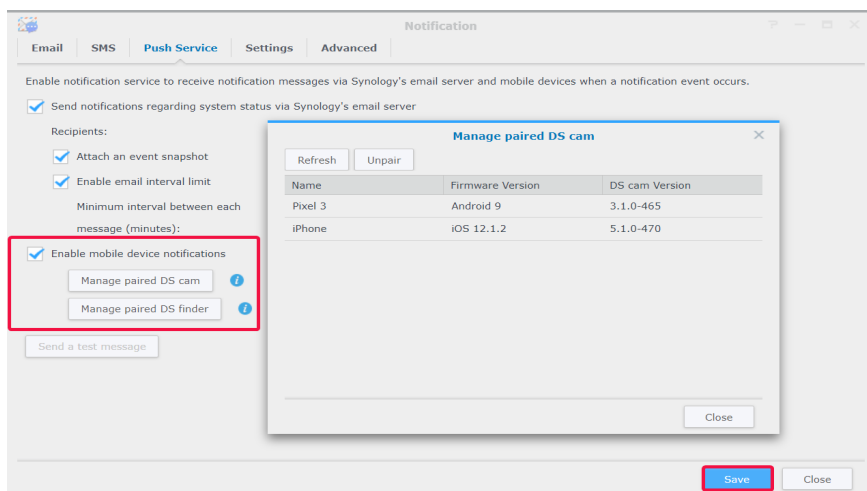 Notification
Email SMS Push Service Settings Advanced
Enable notification service to receive notification messages via Synology's email server and mobile devices when a notification event occurs.
Send notifications regarding system status via Synology's email server
Recipients:
Attach an event snapshot
Enable email interval limit
Minimum interval between each
message (minutes):
Enable mobile device notifications
Manage paired DS cam
Manage paired DS finder
Send a test message
Manage paired DS cam
Refresh Unpair
Name Firmware Version DS cam Version
Pixel 3 Android 9 3.1.0-465
iPhone iOS 12.1.2 5.1.0-470
Close
Save Close